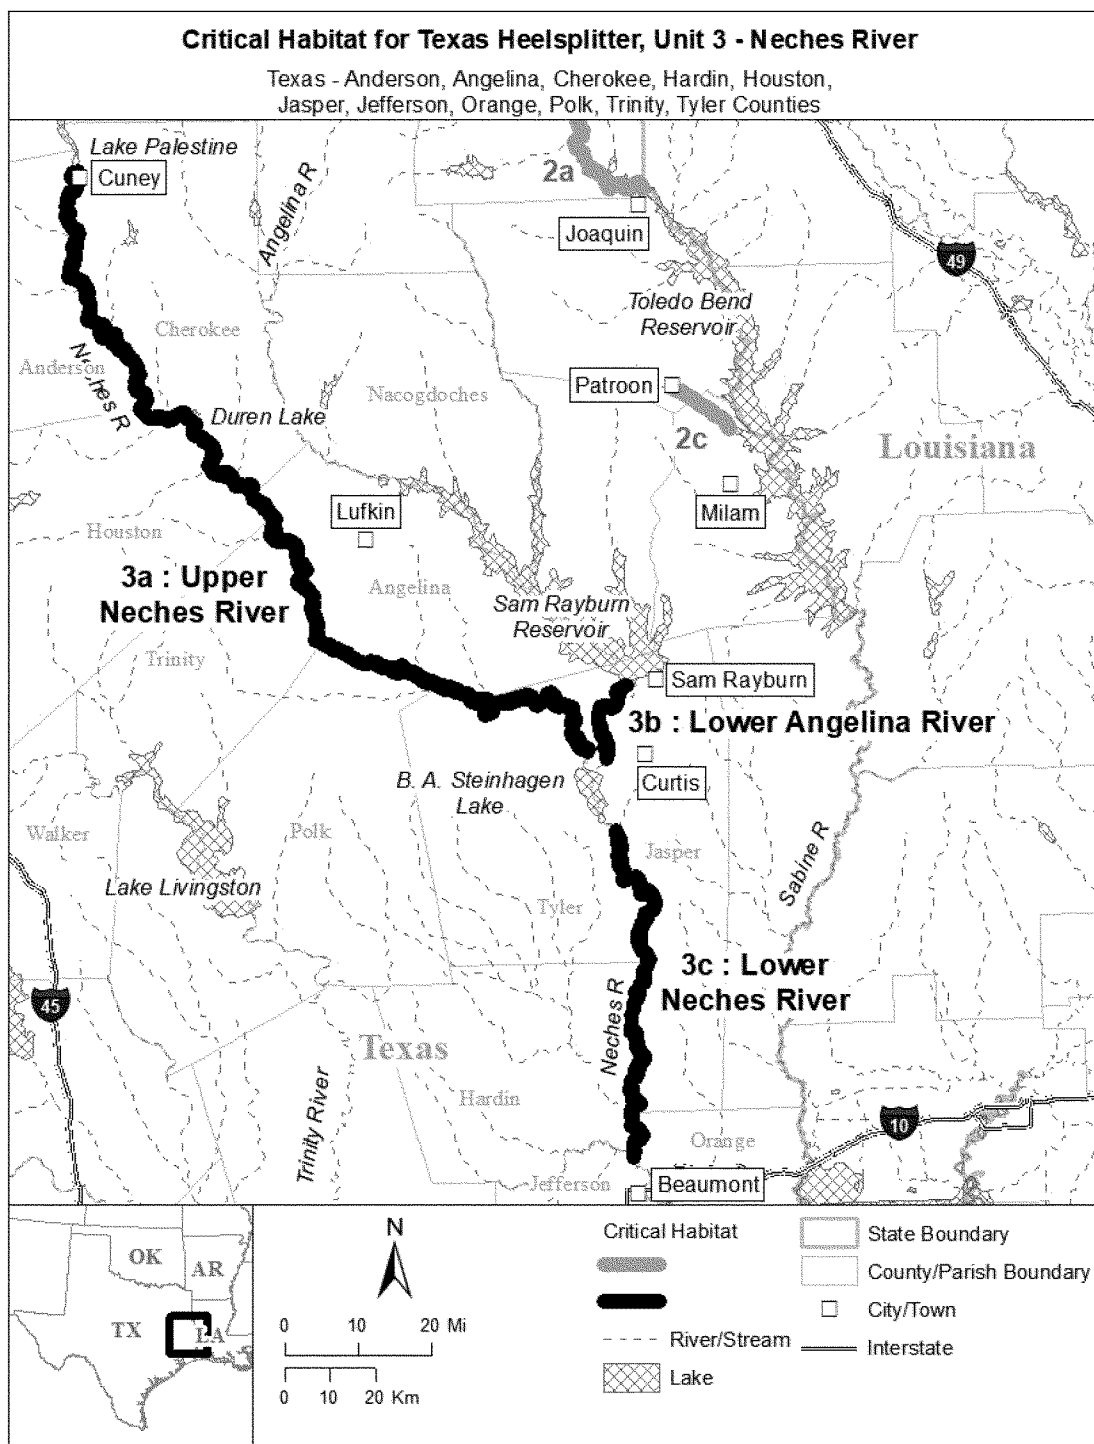 Critical Habitat for Texas Heelsplitter, Unit 3 - Neches River
Texas - Anderson, Angelina, Cherokee, Hardin, Houston,
Jasper, Jefferson, Orange, Polk, Trinity, Tyler Counties
Lake Palestine
Cuney
Angelina R
2a
Joaquin
49
Toledo Bend
Reservoir
Cherokee
Anderson
Nacogdoches
Patroon
Duren Lake
2c
Louisiana
Lufkin
Milam
Houston
3a : Upper
Neches River
Angelina
Sam Rayburn
Reservoir
Trinity
Sam Rayburn
3b : Lower Angelina River
B. A. Steinhagen
Lake
Curtis
Walker
Polk
Jasper
Sabine R
Lake Livingston
Tyler
3c : Lower
Neches River
45
Neches R
Texas
Trinity River
Hardin
10
Orange
Jefferson
Beaumont
OK
AR
TX
LA
N
0 10 20 Mi
0 10 20 Km
Critical Habitat
River/Stream
Lake
State Boundary
County/Parish Boundary
City/Town
Interstate